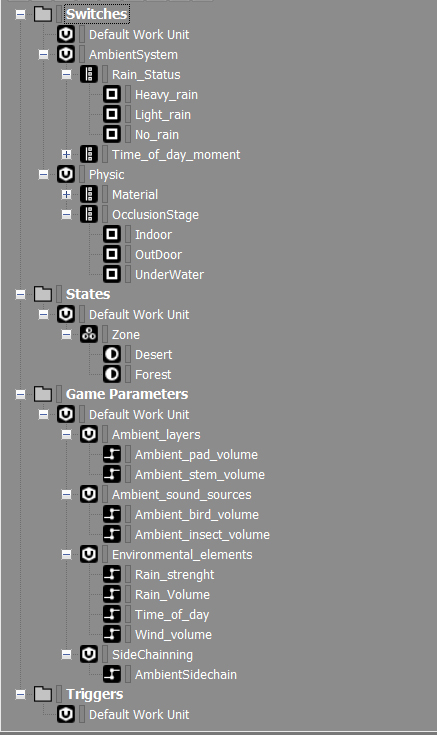 Switches
Default Work Unit
AmbientSystem
Rain_Status
Heavy_rain
Light_rain
No_rain
Time_of_day_moment
Physic
Material
OcclusionStage
Indoor
OutDoor
UnderWater
States
Default Work Unit
Zone
Desert
Forest
Game Parameters
Default Work Unit
Ambient_layers
Ambient_pad_volume
Ambient_stem_volume
Ambient_sound_sources
Ambient_bird_volume
Ambient_insect_volume
Environmental_elements
Rain_strenght
Rain_Volume
Time_of_day
Wind_volume
SideChainning
AmbientSidechain
Triggers
Default Work Unit